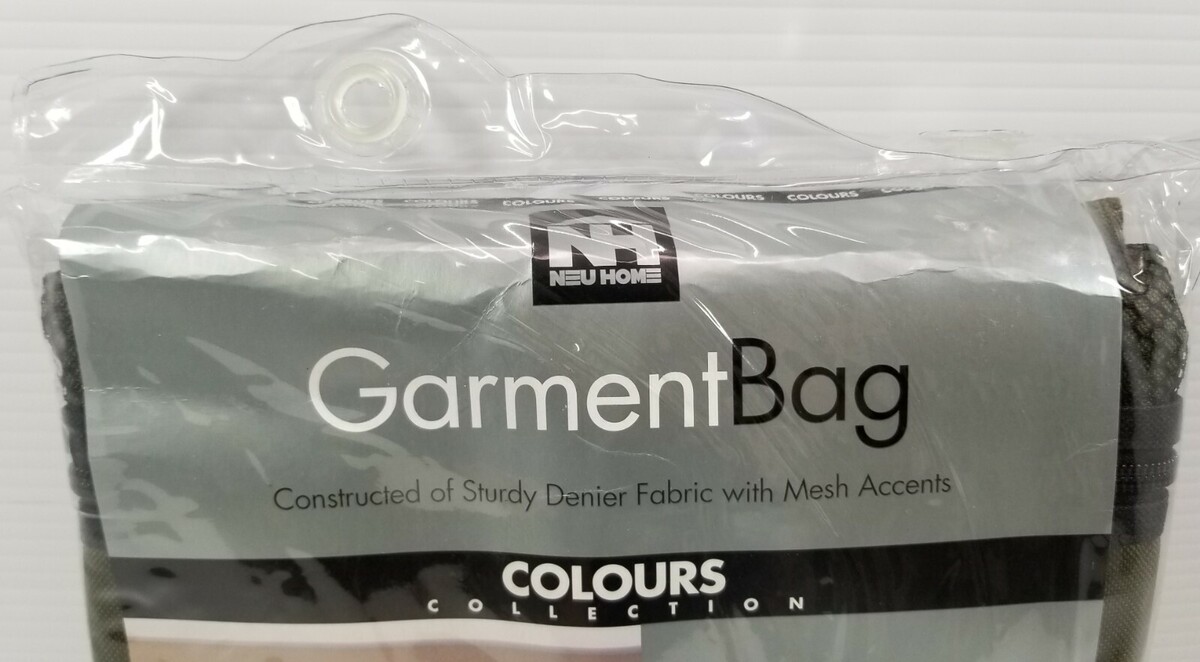 COLOURS COLOURS COLOURS COLOURS COLOURS
NH
NEU HOME
GarmentBag
Constructed of Sturdy Denier Fabric with Mesh Accents
COLOURS
COLLECTION